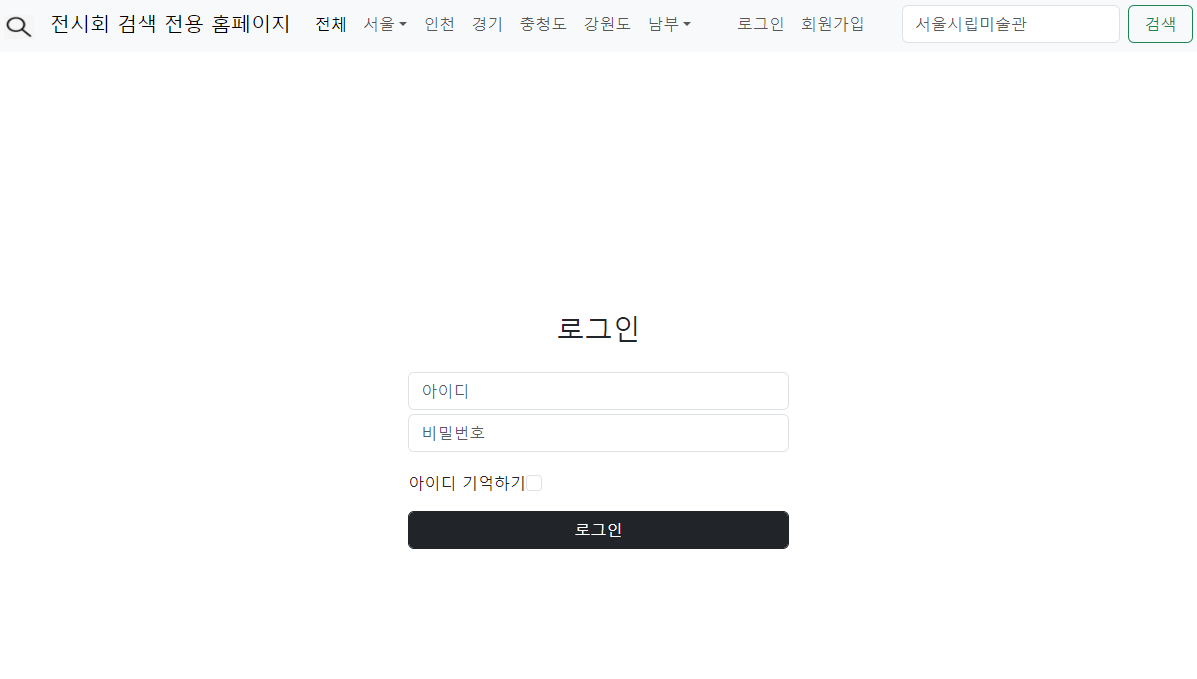 전시회 검색 전용 홈페이지 전체 서울 인천 경기 충청도 강원도 남부 로그인 회원가입 서울시립미술관 검색
로그인
아이디
비밀번호
아이디 기억하기
로그인